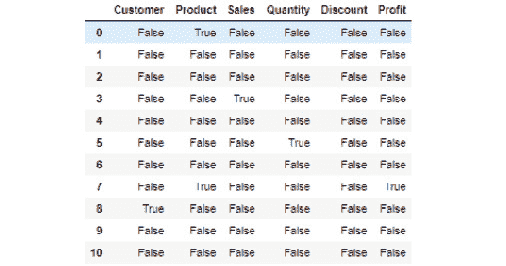 Customer Product Sales Quantity Discount Profit
0 False True False False False False
1 False False False False False False
2 False False False False False False
3 False False True False False False
4 False False False False False False
5 False False False True False False
6 False False False False False False
7 False True False False False True
8 True False False False False False
9 False False False False False False
10 False False False False False False